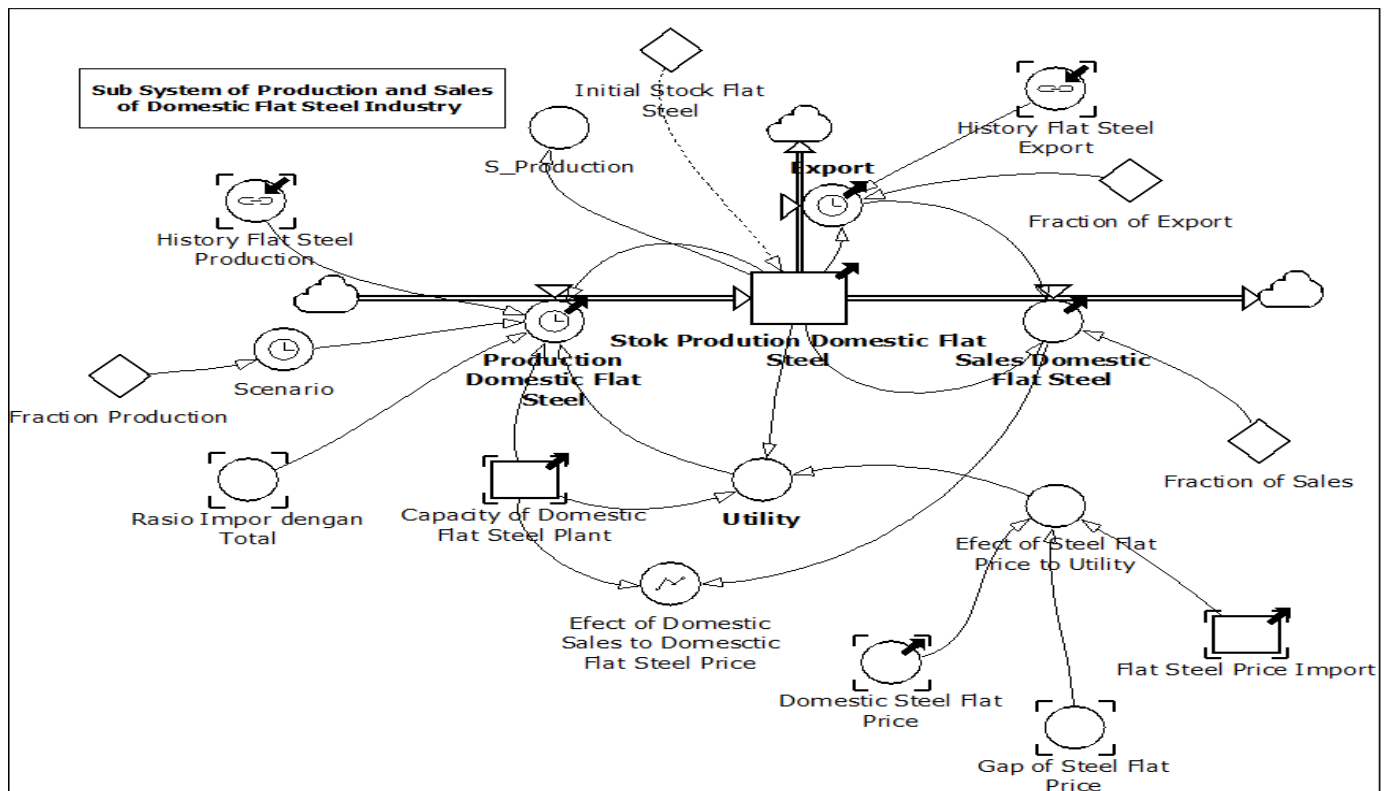 Sub System of Production and Sales
of Domestic Flat Steel Industry
Initial Stock Flat
Steel
History Flat Steel
Export
S_Production
Export
Fraction of Export
History Flat Steel
Production
Stok Prodution Domestic Flat
Steel
Production
Domestic Flat
Steel
Sales Domestic
Flat Steel
Scenario
Fraction Production
Fraction of Sales
Rasio Impor dengan
Total
Capacity of Domestic
Flat Steel Plant
Utility
Efect of Steel Flat
Price to Utility
Efect of Domestic
Sales to Domesctic
Flat Steel Price
Flat Steel Price Import
Domestic Steel Flat
Price
Gap of Steel Flat
Price